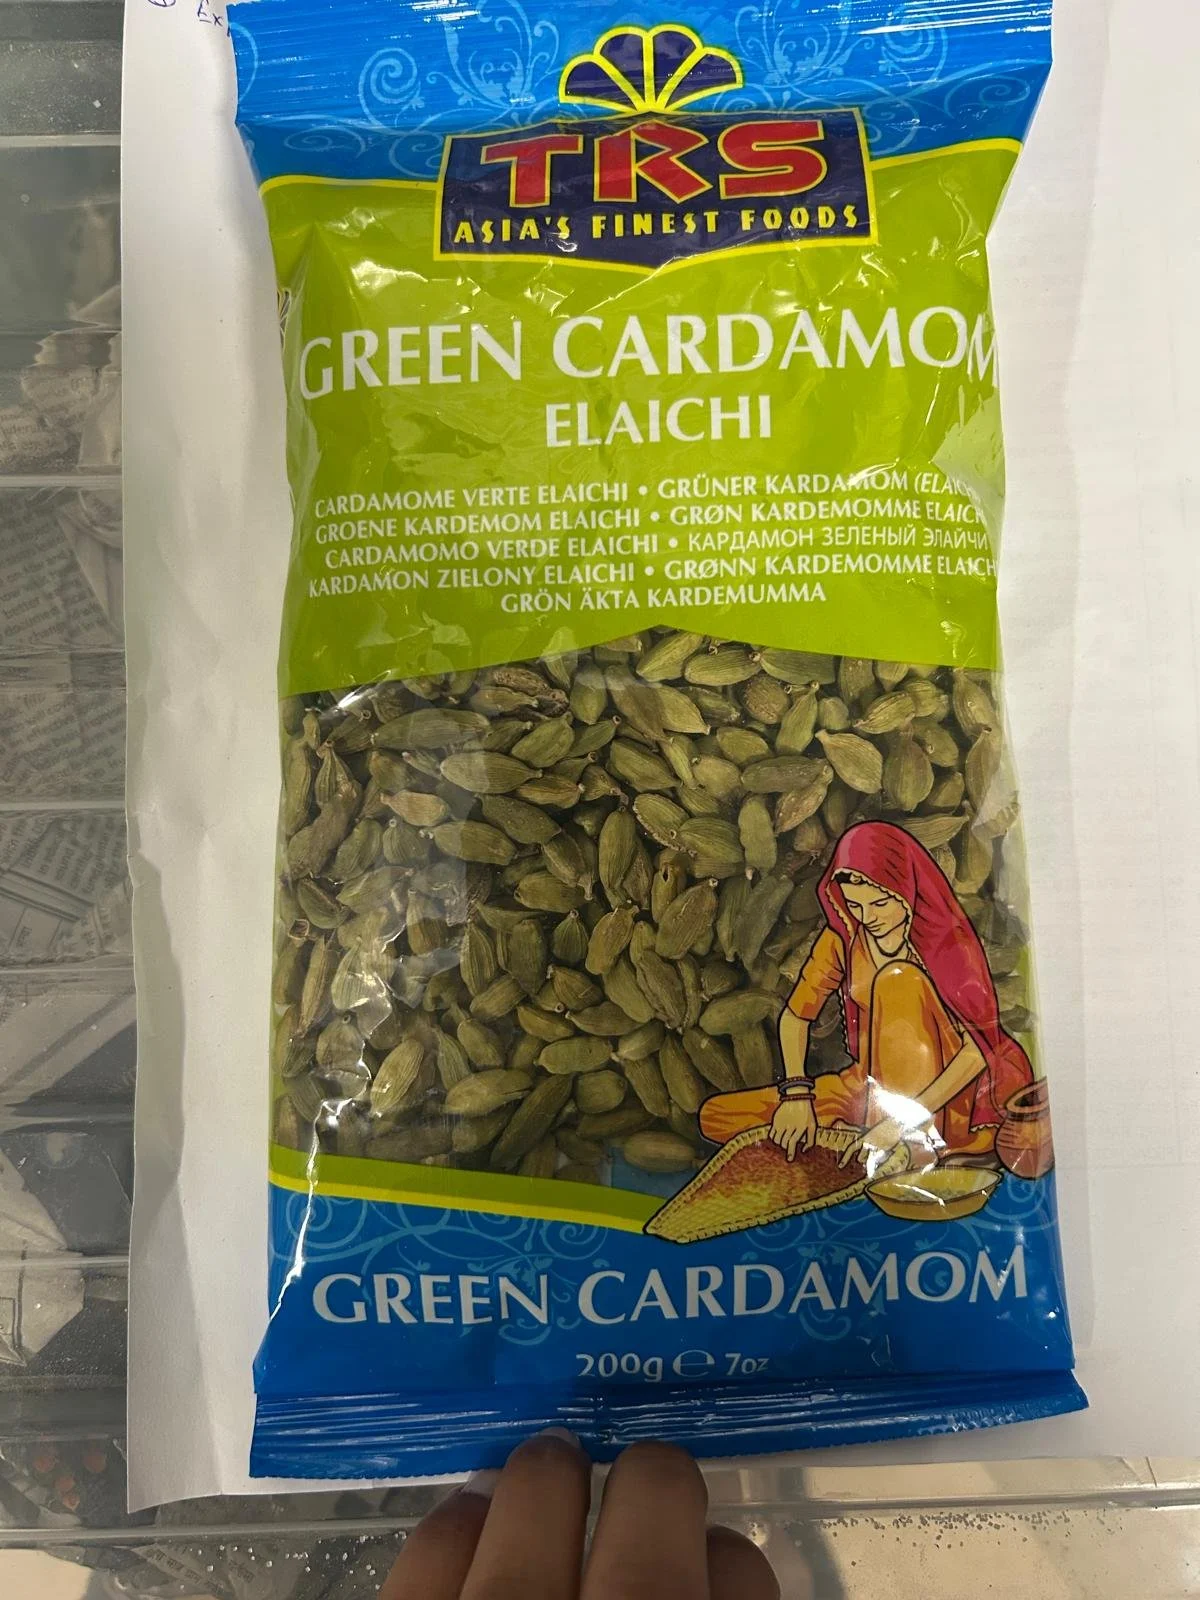 TRS
ASIA'S FINEST FOODS
GREEN CARDAMOM
ELAICHI
CARDAMOME VERTE ELAICHI • GRÜNER KARDAMOM
GROENE KARDEMOM ELAICHI • GRØN KARDEMOMME
CARDAMOMO VERDE ELAICHI • КАРДАМОН ЗЕЛЕНЫЙ ЭЛАЙЧИ
KARDAMON ZIELONY ELAICHI • GRØNN KARDEMOMME
GRÖN ÄKTA KARDEMUMMA
GREEN CARDAMOM
200g ℮ 7oz